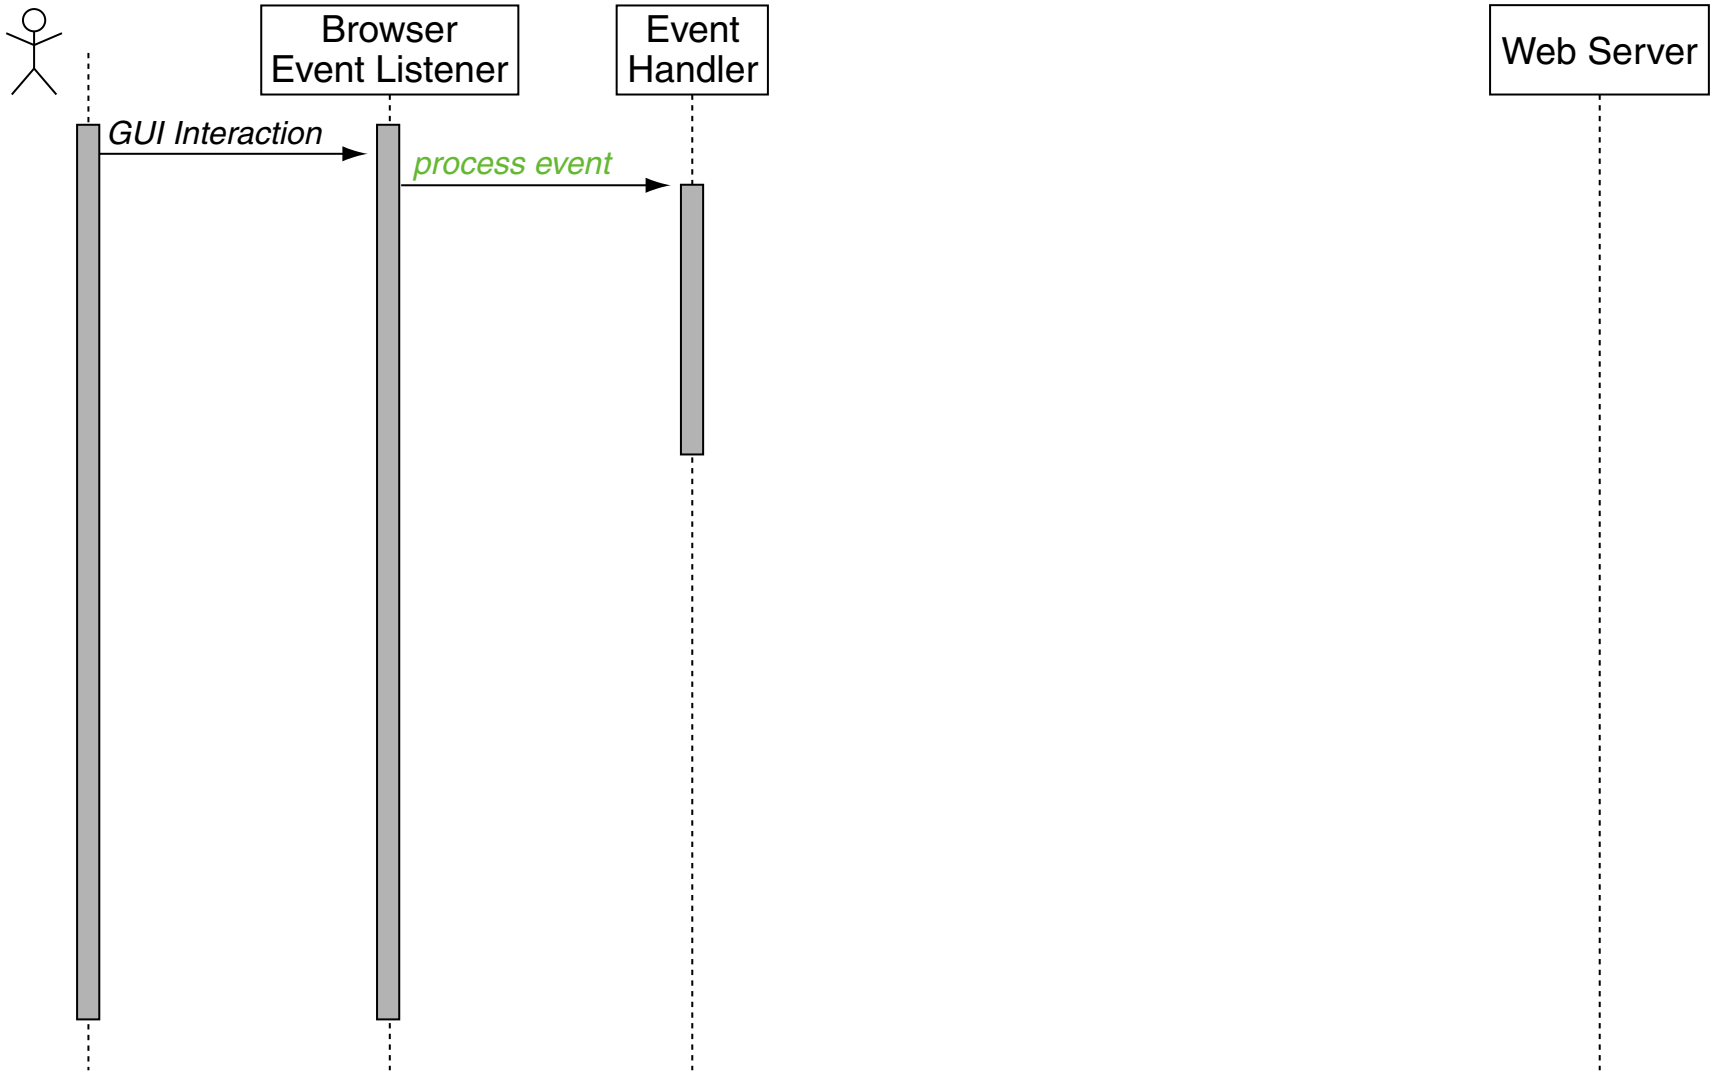 Browser
Event Listener
Event
Handler
Web Server
GUI Interaction
process event